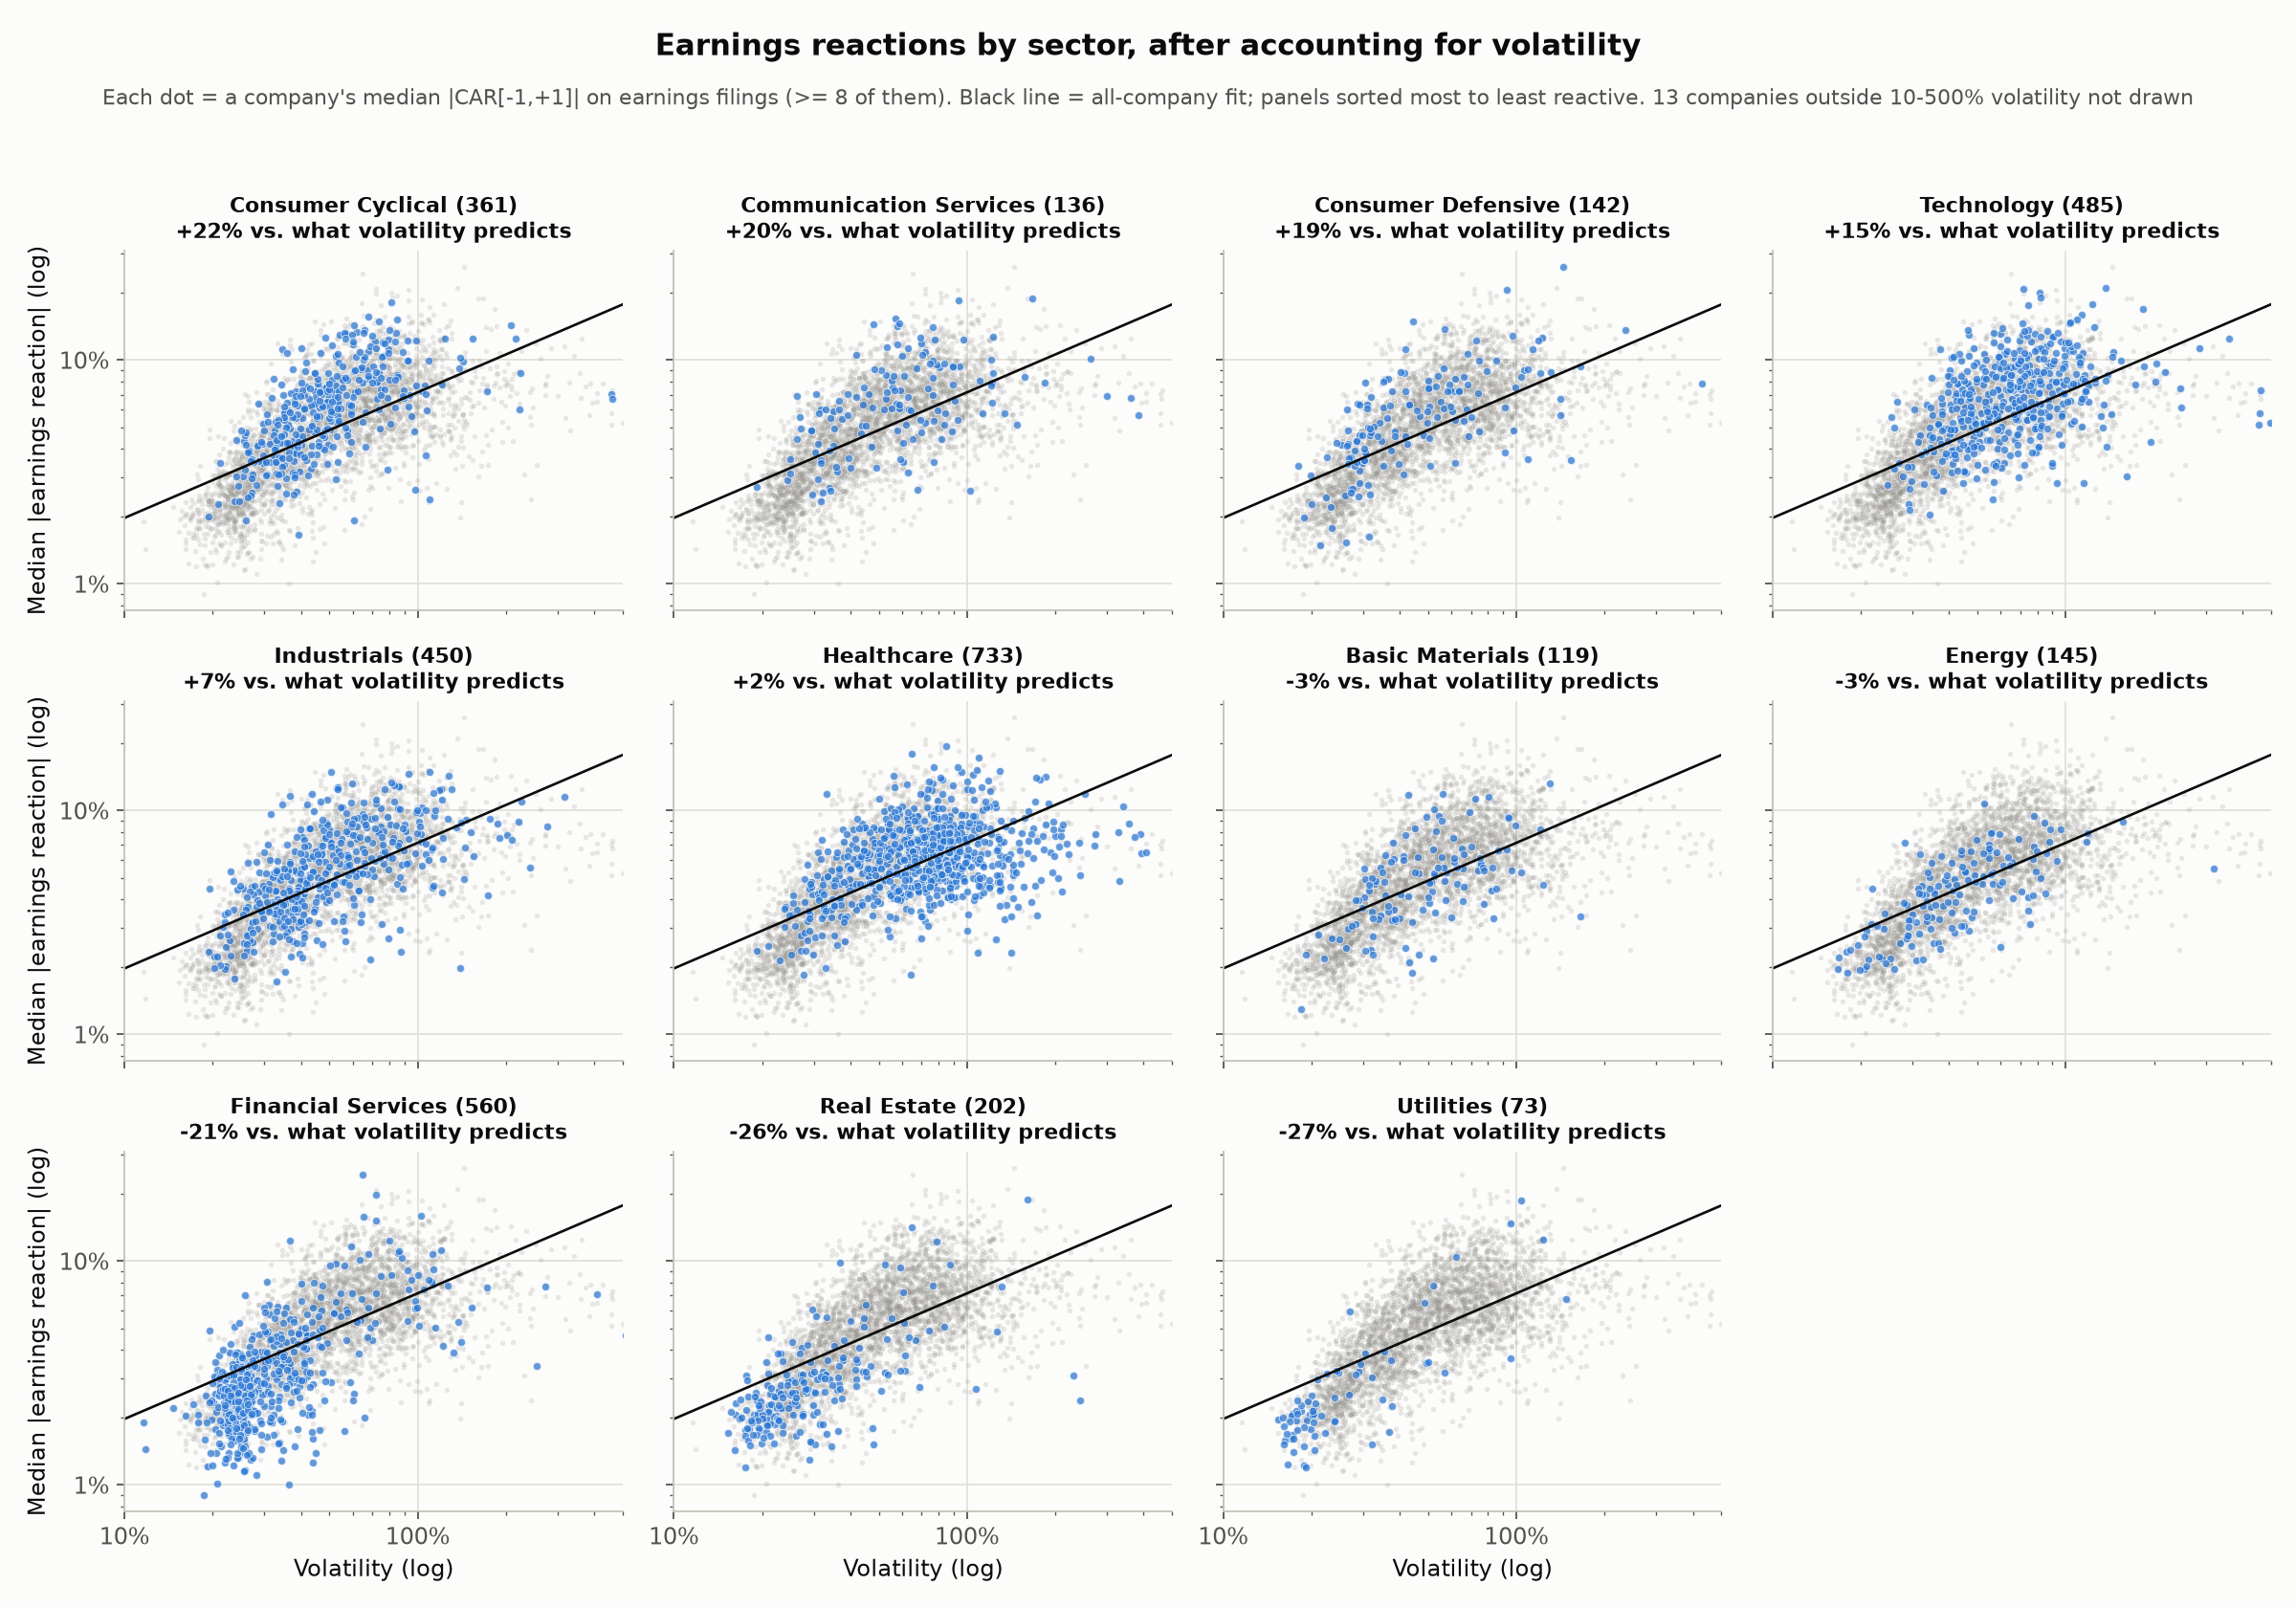 Earnings reactions by sector, after accounting for volatility
Each dot = a company's median |CAR[-1,+1]| on earnings filings (>= 8 of them). Black line = all-company fit; panels sorted most to least reactive. 13 companies outside 10-500% volatility not drawn
Consumer Cyclical (361)
+22% vs. what volatility predicts
Communication Services (136)
+20% vs. what volatility predicts
Consumer Defensive (142)
+19% vs. what volatility predicts
Technology (485)
+15% vs. what volatility predicts
Median |earnings reaction| (log)
10%
1%
Industrials (450)
+7% vs. what volatility predicts
Healthcare (733)
+2% vs. what volatility predicts
Basic Materials (119)
-3% vs. what volatility predicts
Energy (145)
-3% vs. what volatility predicts
Median |earnings reaction| (log)
10%
1%
Financial Services (560)
-21% vs. what volatility predicts
Real Estate (202)
-26% vs. what volatility predicts
Utilities (73)
-27% vs. what volatility predicts
Median |earnings reaction| (log)
10%
1%
10%
100%
10%
100%
10%
100%
Volatility (log)
Volatility (log)
Volatility (log)